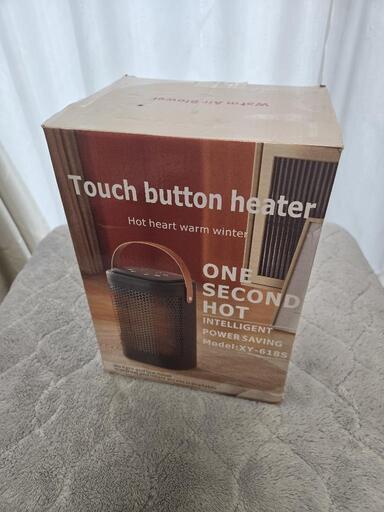 Warm Air Blower
Touch button heater
Hot heart warm winter
ONE
SECOND
HOT
INTELLIGENT
POWER SAVING
Model:XY-618S